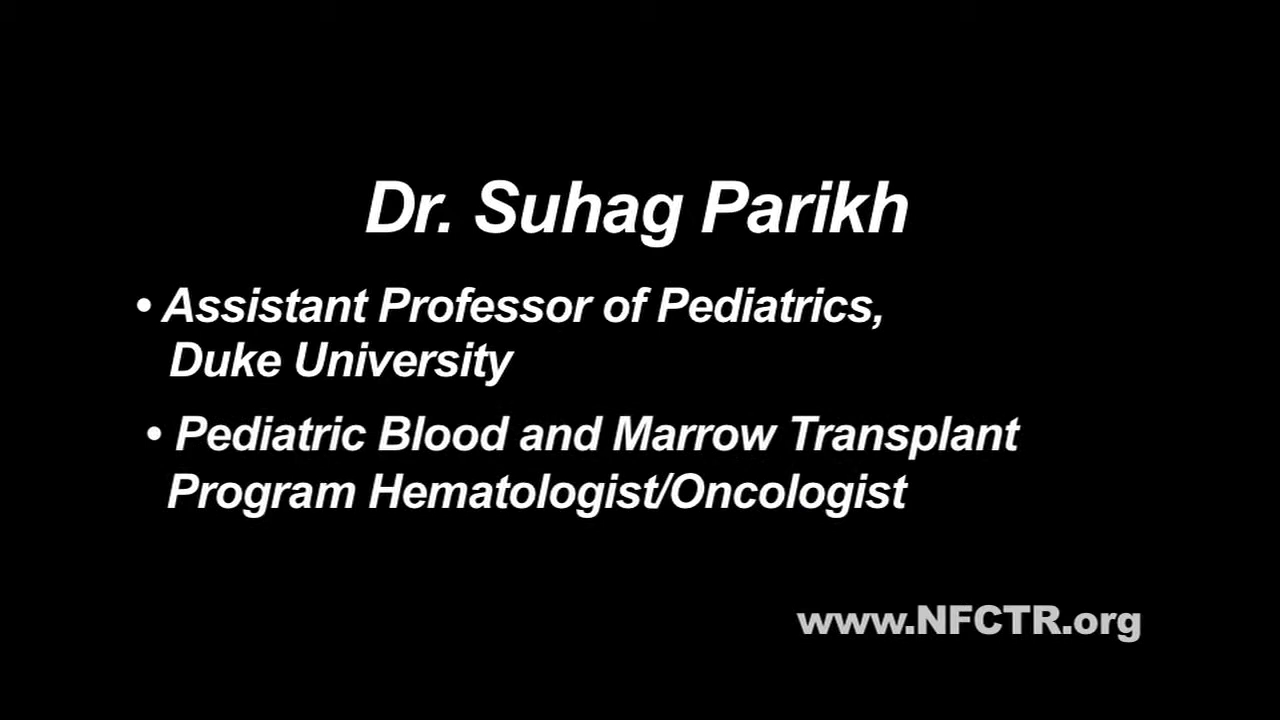 Dr. Suhag Parikh
• Assistant Professor of Pediatrics,
Duke University
• Pediatric Blood and Marrow Transplant
Program Hematologist/Oncologist
www.NFCTR.org